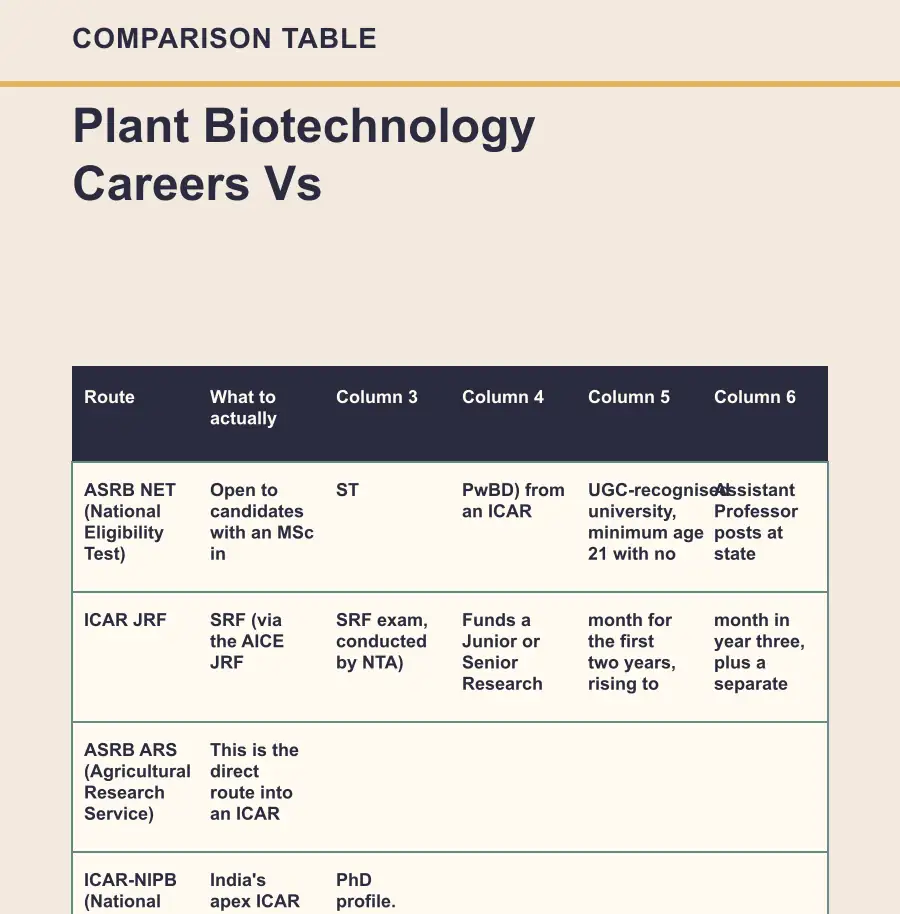 COMPARISON TABLE
Plant Biotechnology
Careers Vs
Route
What to
actually
Column 3
Column 4
Column 5
Column 6
ASRB NET
(National
Eligibility
Test)
Open to
candidates
with an MSc
in
ST
PwBD) from
an ICAR
UGC-recognised
university,
minimum age
21 with no
Assistant
Professor
posts at
state
ICAR JRF
SRF (via
the AICE
JRF
SRF exam,
conducted
by NTA)
Funds a
Junior or
Senior
Research
month for
the first
two years,
rising to
month in
year three,
plus a
separate
ASRB ARS
(Agricultural
Research
Service)
This is the
direct
route into
an ICAR
ICAR-NIPB
(National
India's
apex ICAR
PhD
profile.